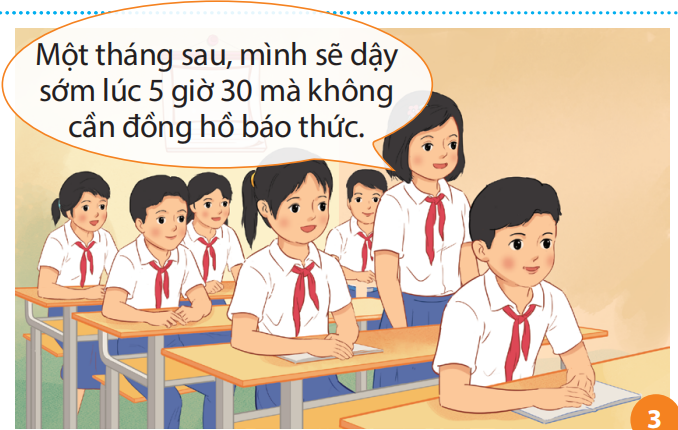 Một tháng sau, mình sẽ dậy
sớm lúc 5 giờ 30 mà không
cần đồng hồ báo thức.
3